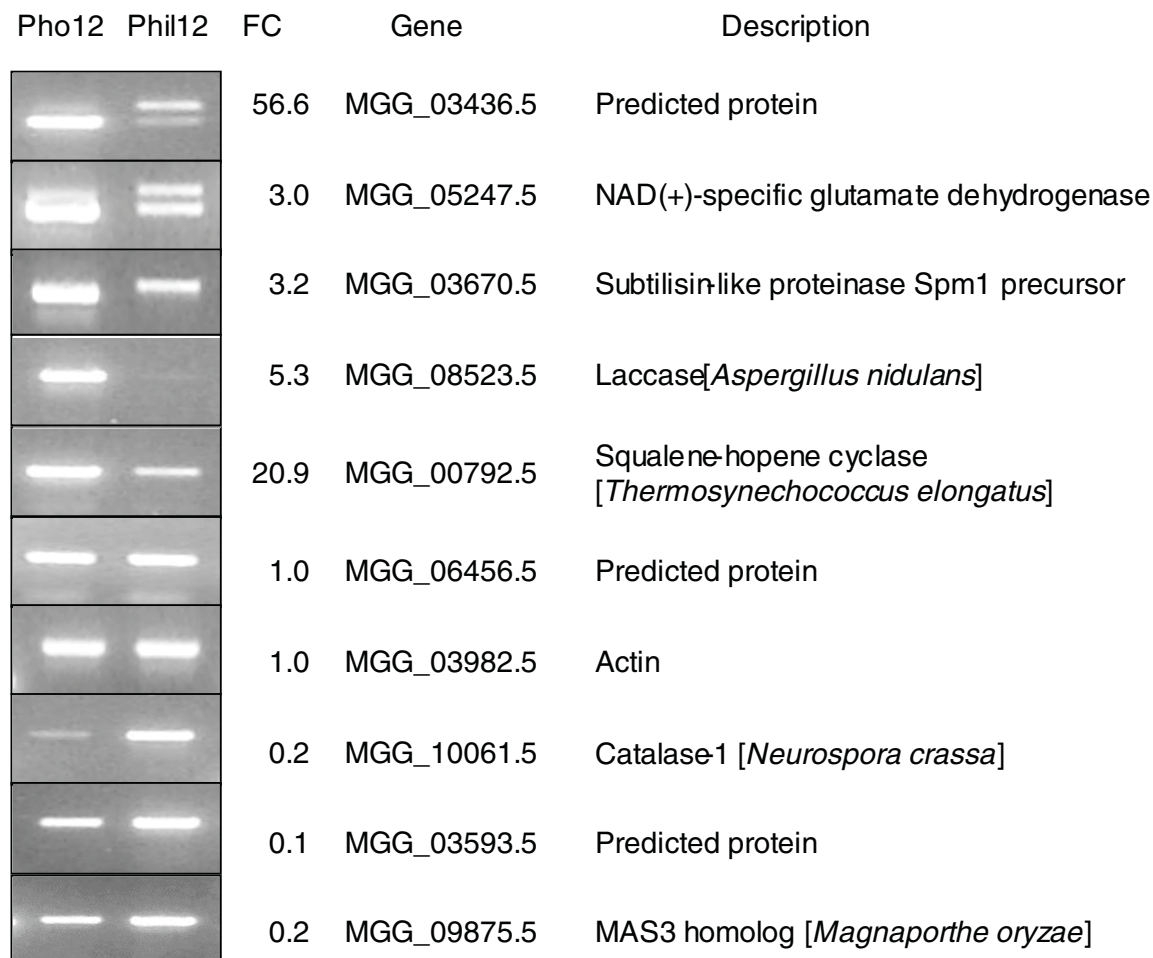 Pho12 Phil12 FC Gene Description
56.6 MGG_03436.5 Predicted protein
3.0 MGG_05247.5 NAD(+)-specific glutamate dehydrogenase
3.2 MGG_03670.5 Subtilisin-like proteinase Spm1 precursor
5.3 MGG_08523.5 Laccase[Aspergillus nidulans]
20.9 MGG_00792.5 Squalene-hopene cyclase
[Thermosynechococcus elongatus]
1.0 MGG_06456.5 Predicted protein
1.0 MGG_03982.5 Actin
0.2 MGG_10061.5 Catalase-1 [Neurospora crassa]
0.1 MGG_03593.5 Predicted protein
0.2 MGG_09875.5 MAS3 homolog [Magnaporthe oryzae]